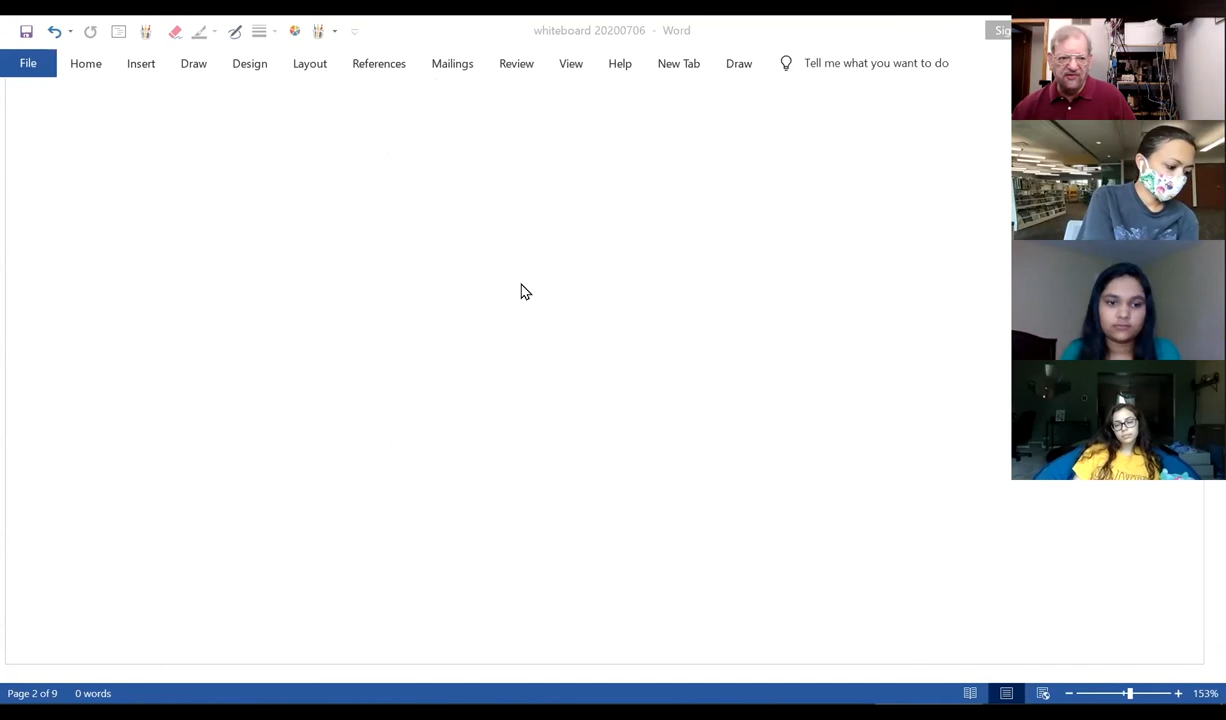 whiteboard 20200706 - Word
File Home Insert Draw Design Layout References Mailings Review View Help New Tab Draw Tell me what you want to do
Page 2 of 9 0 words 153%